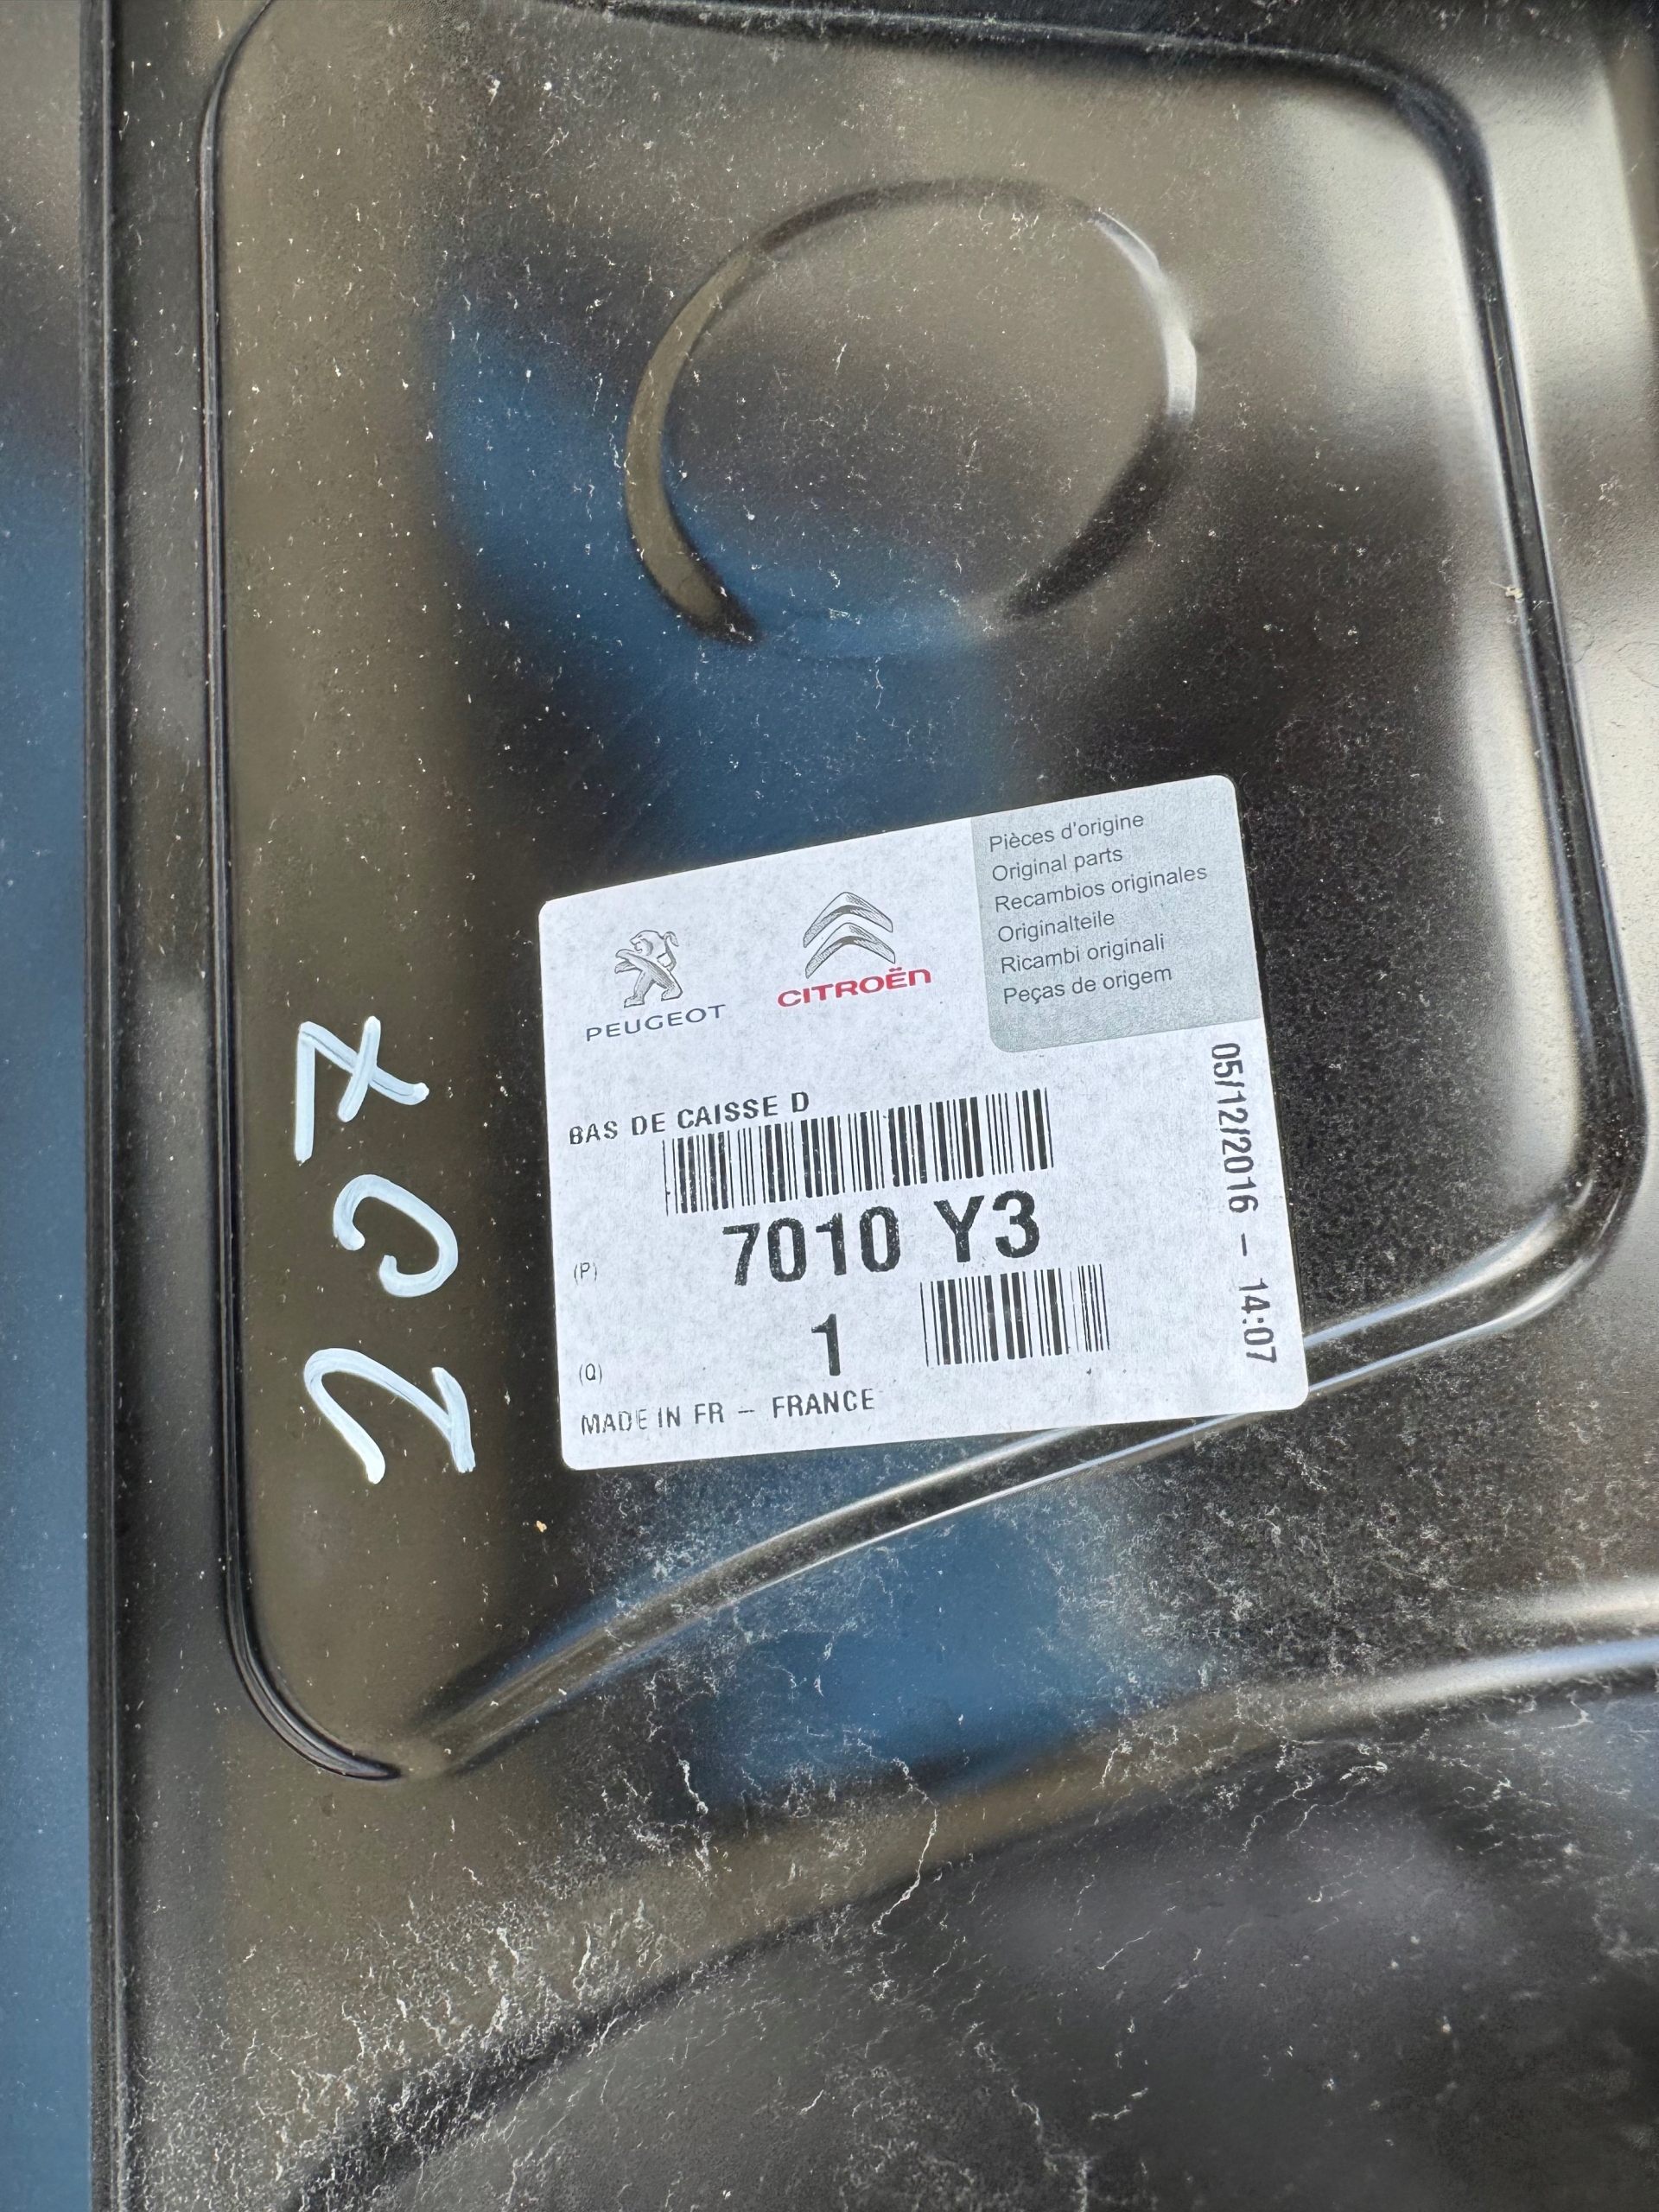 Pièces d'origine
Original parts
Recambios originales
Originalteile
Ricambi originali
Peças de origem
PEUGEOT
CITROËN
BAS DE CAISSE D
(P) 7010 Y3
(Q) 1
MADE IN FR – FRANCE
05/12/2016 – 14:07
207